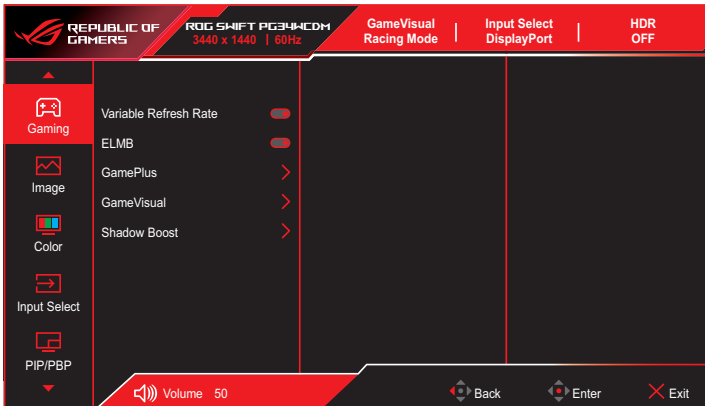 REPUBLIC OF
GAMERS
ROG SWIFT PG34WCDM
3440 x 1440 | 60Hz
GameVisual
Racing Mode
Input Select
DisplayPort
HDR
OFF
Gaming
Image
Color
Input Select
PIP/PBP
Variable Refresh Rate
ELMB
GamePlus
GameVisual
Shadow Boost
Volume 50
Back
Enter
Exit